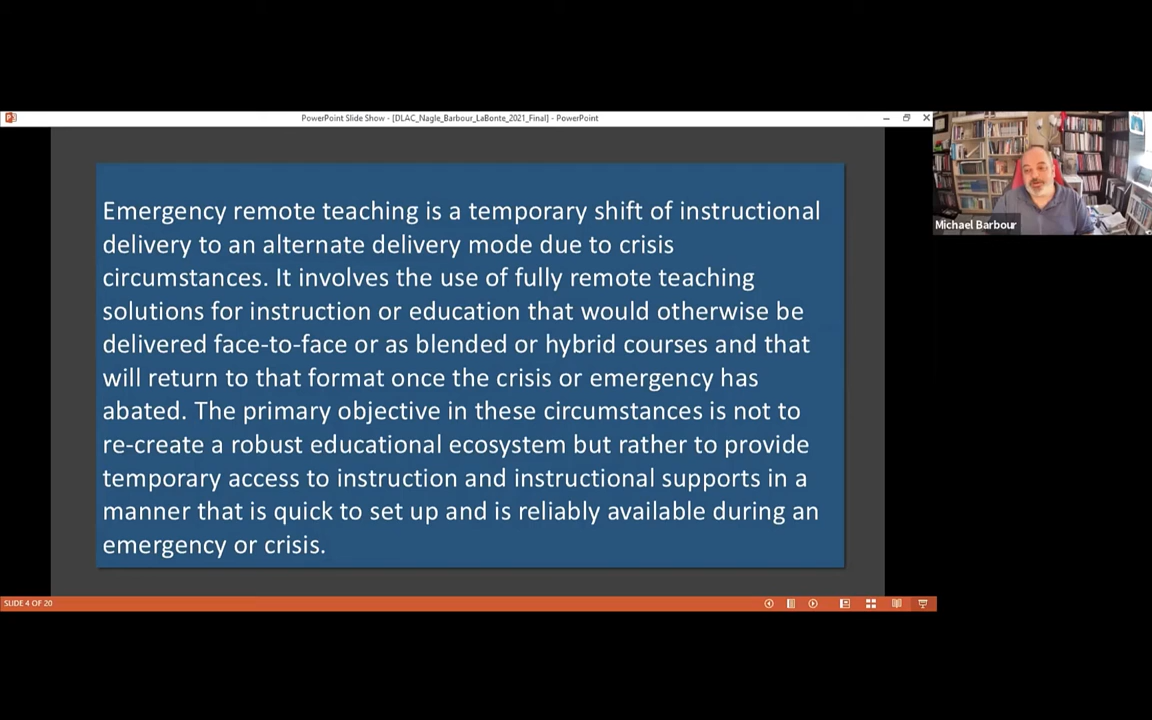 PowerPoint Slide Show - [DLAC_Nagle_Barbour_LaBonte_2021_Final] - PowerPoint
Emergency remote teaching is a temporary shift of instructional
delivery to an alternate delivery mode due to crisis
circumstances. It involves the use of fully remote teaching
solutions for instruction or education that would otherwise be
delivered face-to-face or as blended or hybrid courses and that
will return to that format once the crisis or emergency has
abated. The primary objective in these circumstances is not to
re-create a robust educational ecosystem but rather to provide
temporary access to instruction and instructional supports in a
manner that is quick to set up and is reliably available during an
emergency or crisis.
Michael Barbour
SLIDE 4 OF 20